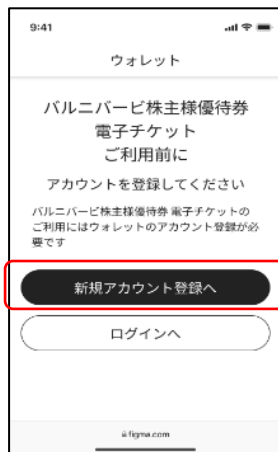 9:41
ウォレット
バルニバービ株主様優待券
電子チケット
ご利用前に
アカウントを登録してください
バルニバービ株主様優待券 電子チケットの
ご利用にはウォレットのアカウント登録が必
要です
新規アカウント登録へ
ログインへ
figma.com